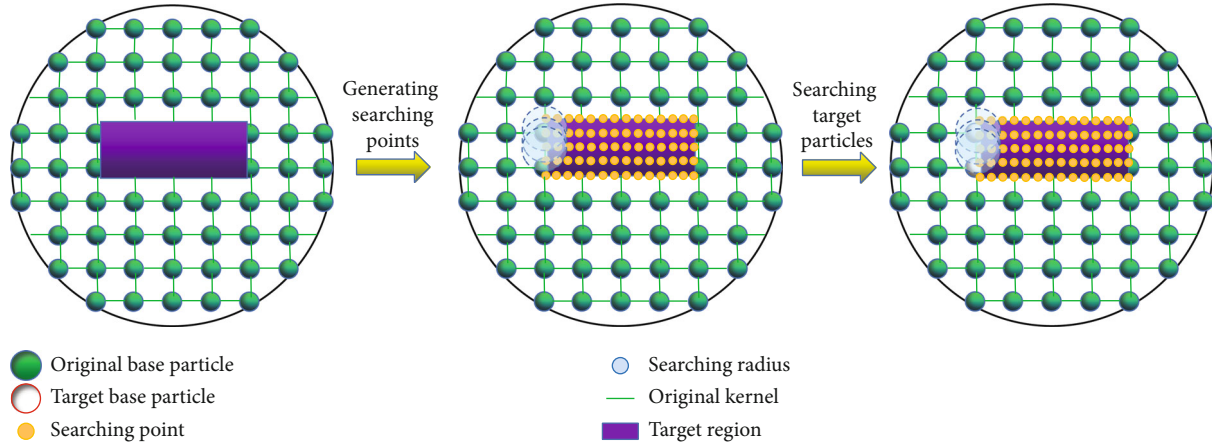 Generating
searching
points
Searching
target
particles
Original base particle
Target base particle
Searching point
Searching radius
Original kernel
Target region